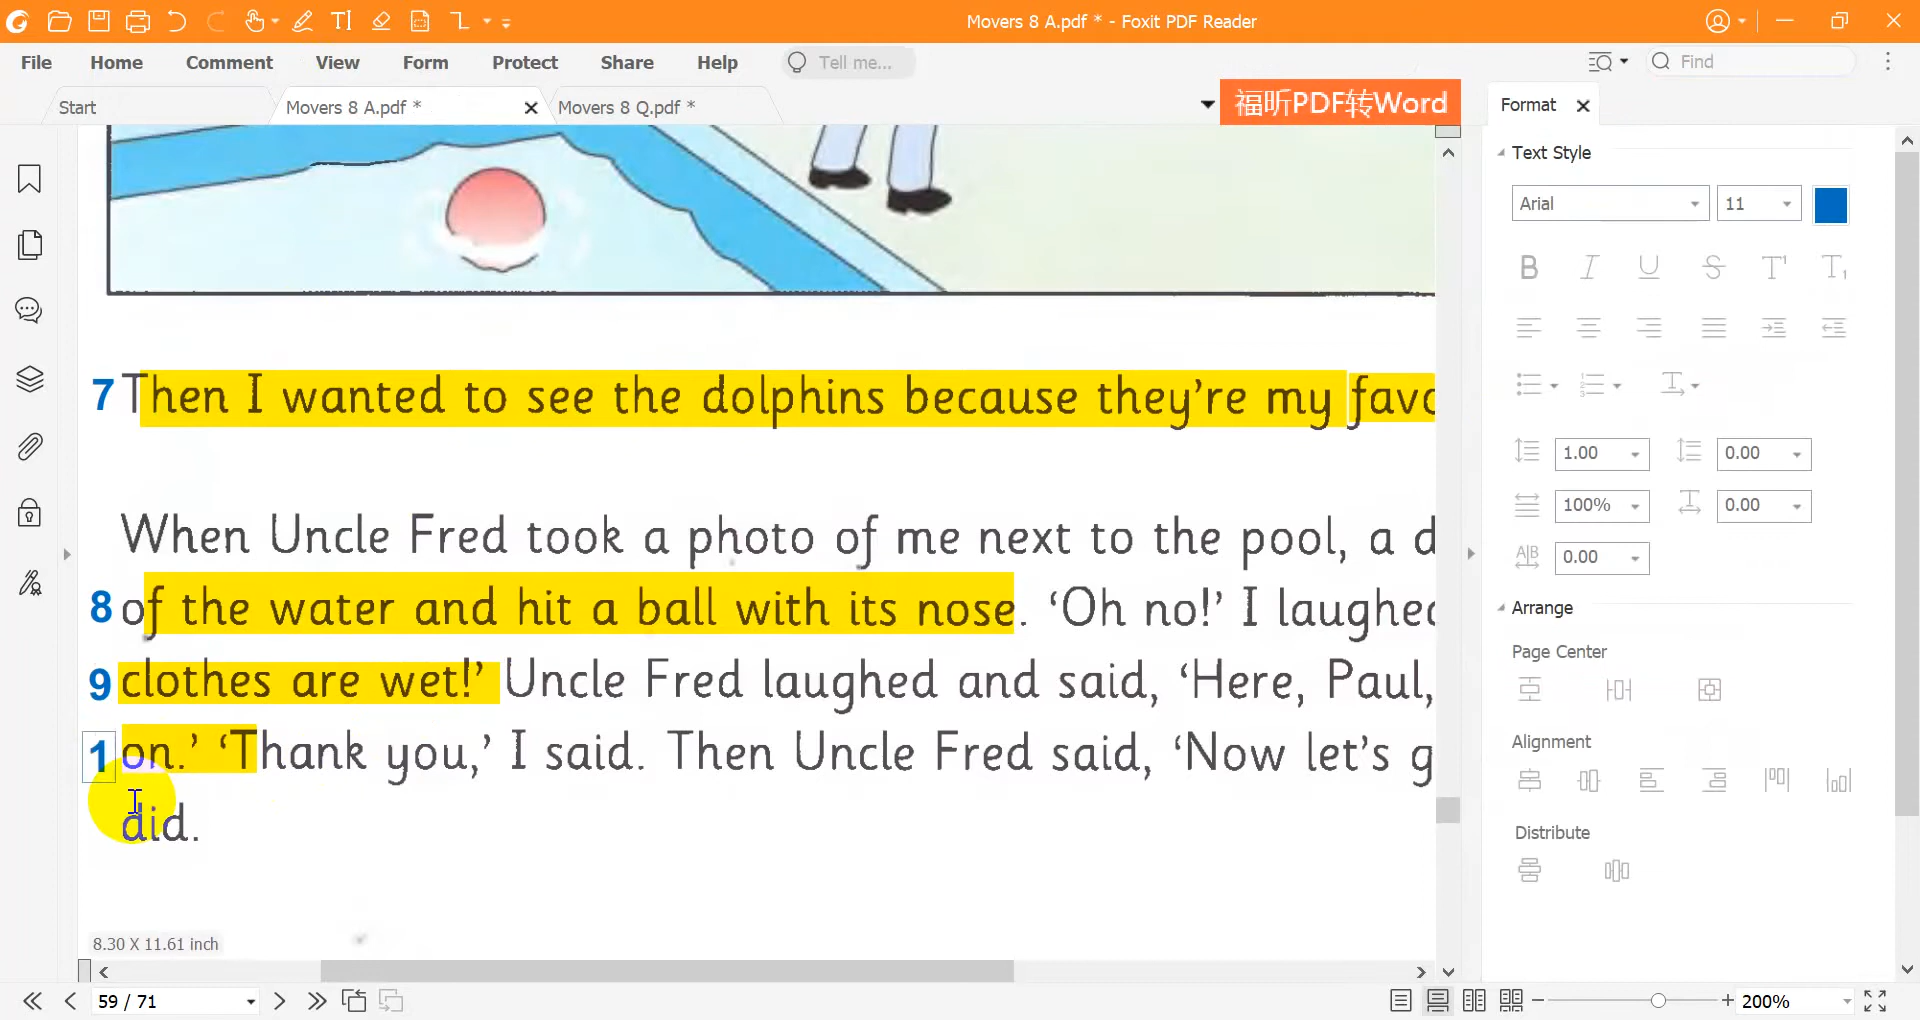 Movers 8 A.pdf * - Foxit PDF Reader
File Home Comment View Form Protect Share Help Tell me... Find
Start Movers 8 A.pdf * Movers 8 Q.pdf * 福昕PDF转Word Format
Text Style
Arial 11
1.00 0.00
100% 0.00
0.00
Arrange
Page Center
Alignment
Distribute
7 Then I wanted to see the dolphins because they're my favo
When Uncle Fred took a photo of me next to the pool, a d
8 of the water and hit a ball with its nose. ‘Oh no!’ I laughed
9 clothes are wet!’ Uncle Fred laughed and said, ‘Here, Paul,
1 on.’ ‘Thank you,’ I said. Then Uncle Fred said, ‘Now let's g
did.
8.30 X 11.61 inch
59 / 71 200%